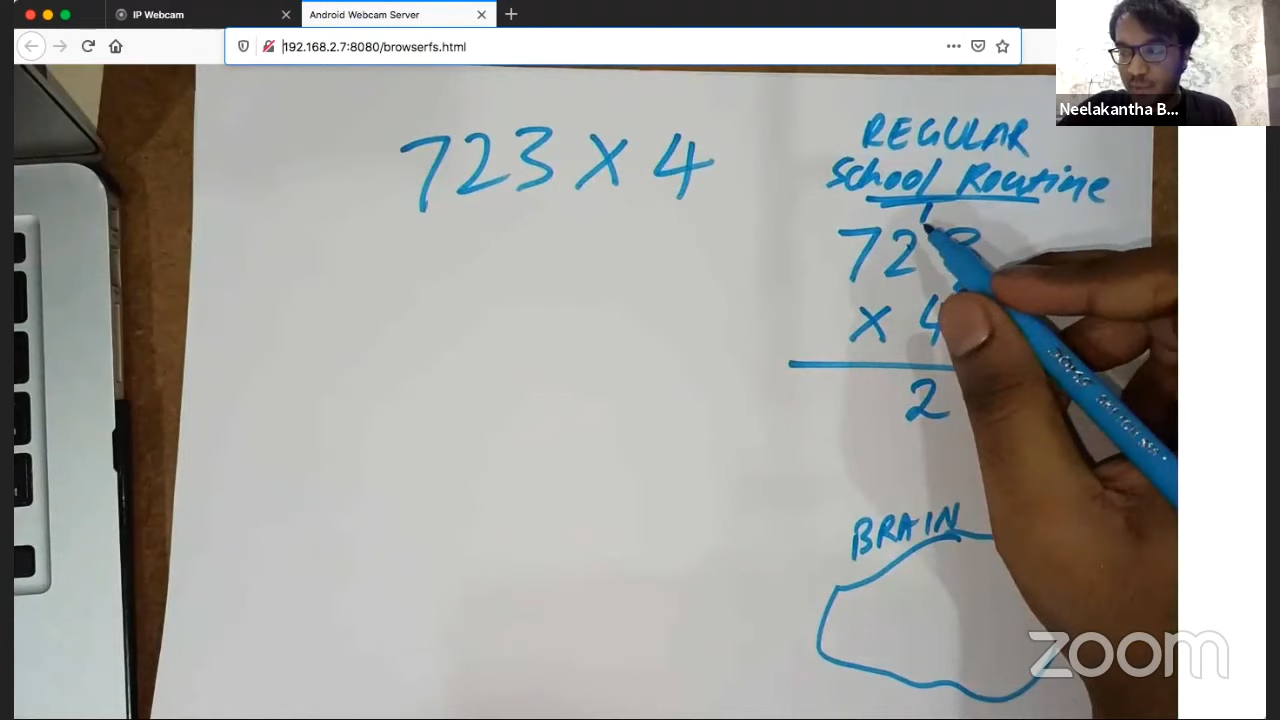 IP Webcam
Android Webcam Server
192.168.2.7:8080/browserfs.html
Neelakantha B...
723 X 4
REGULAR
School Routine
1
72
X 4
2
BRAIN
zoom